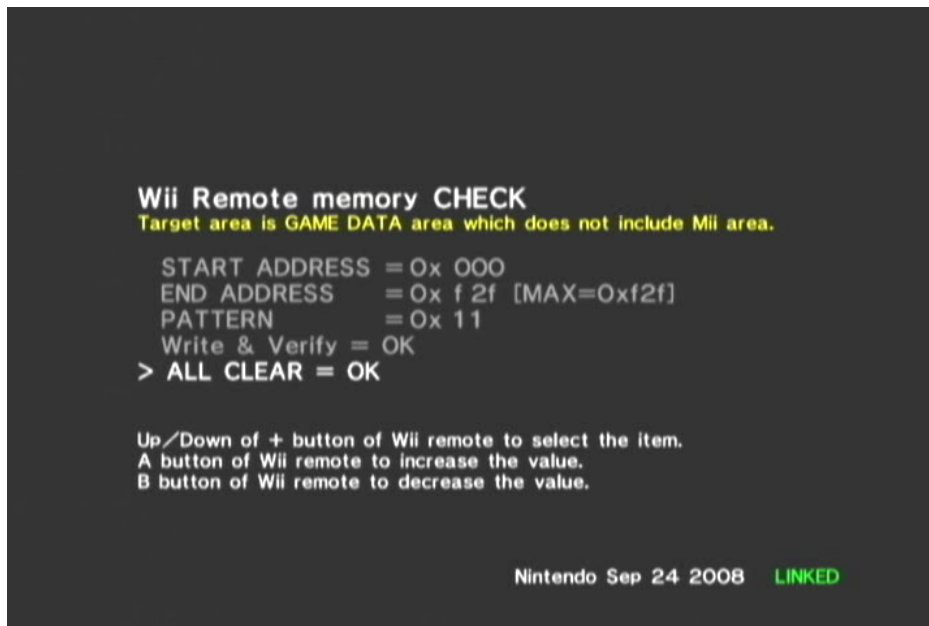 Wii Remote memory CHECK
Target area is GAME DATA area which does not include Mii area.
START ADDRESS = 0x 000
END ADDRESS = 0x f2f [MAX=0xf2f]
PATTERN = 0x 11
Write & Verify = OK
> ALL CLEAR = OK
Up/Down of + button of Wii remote to select the item.
A button of Wii remote to increase the value.
B button of Wii remote to decrease the value.
Nintendo Sep 24 2008 LINKED